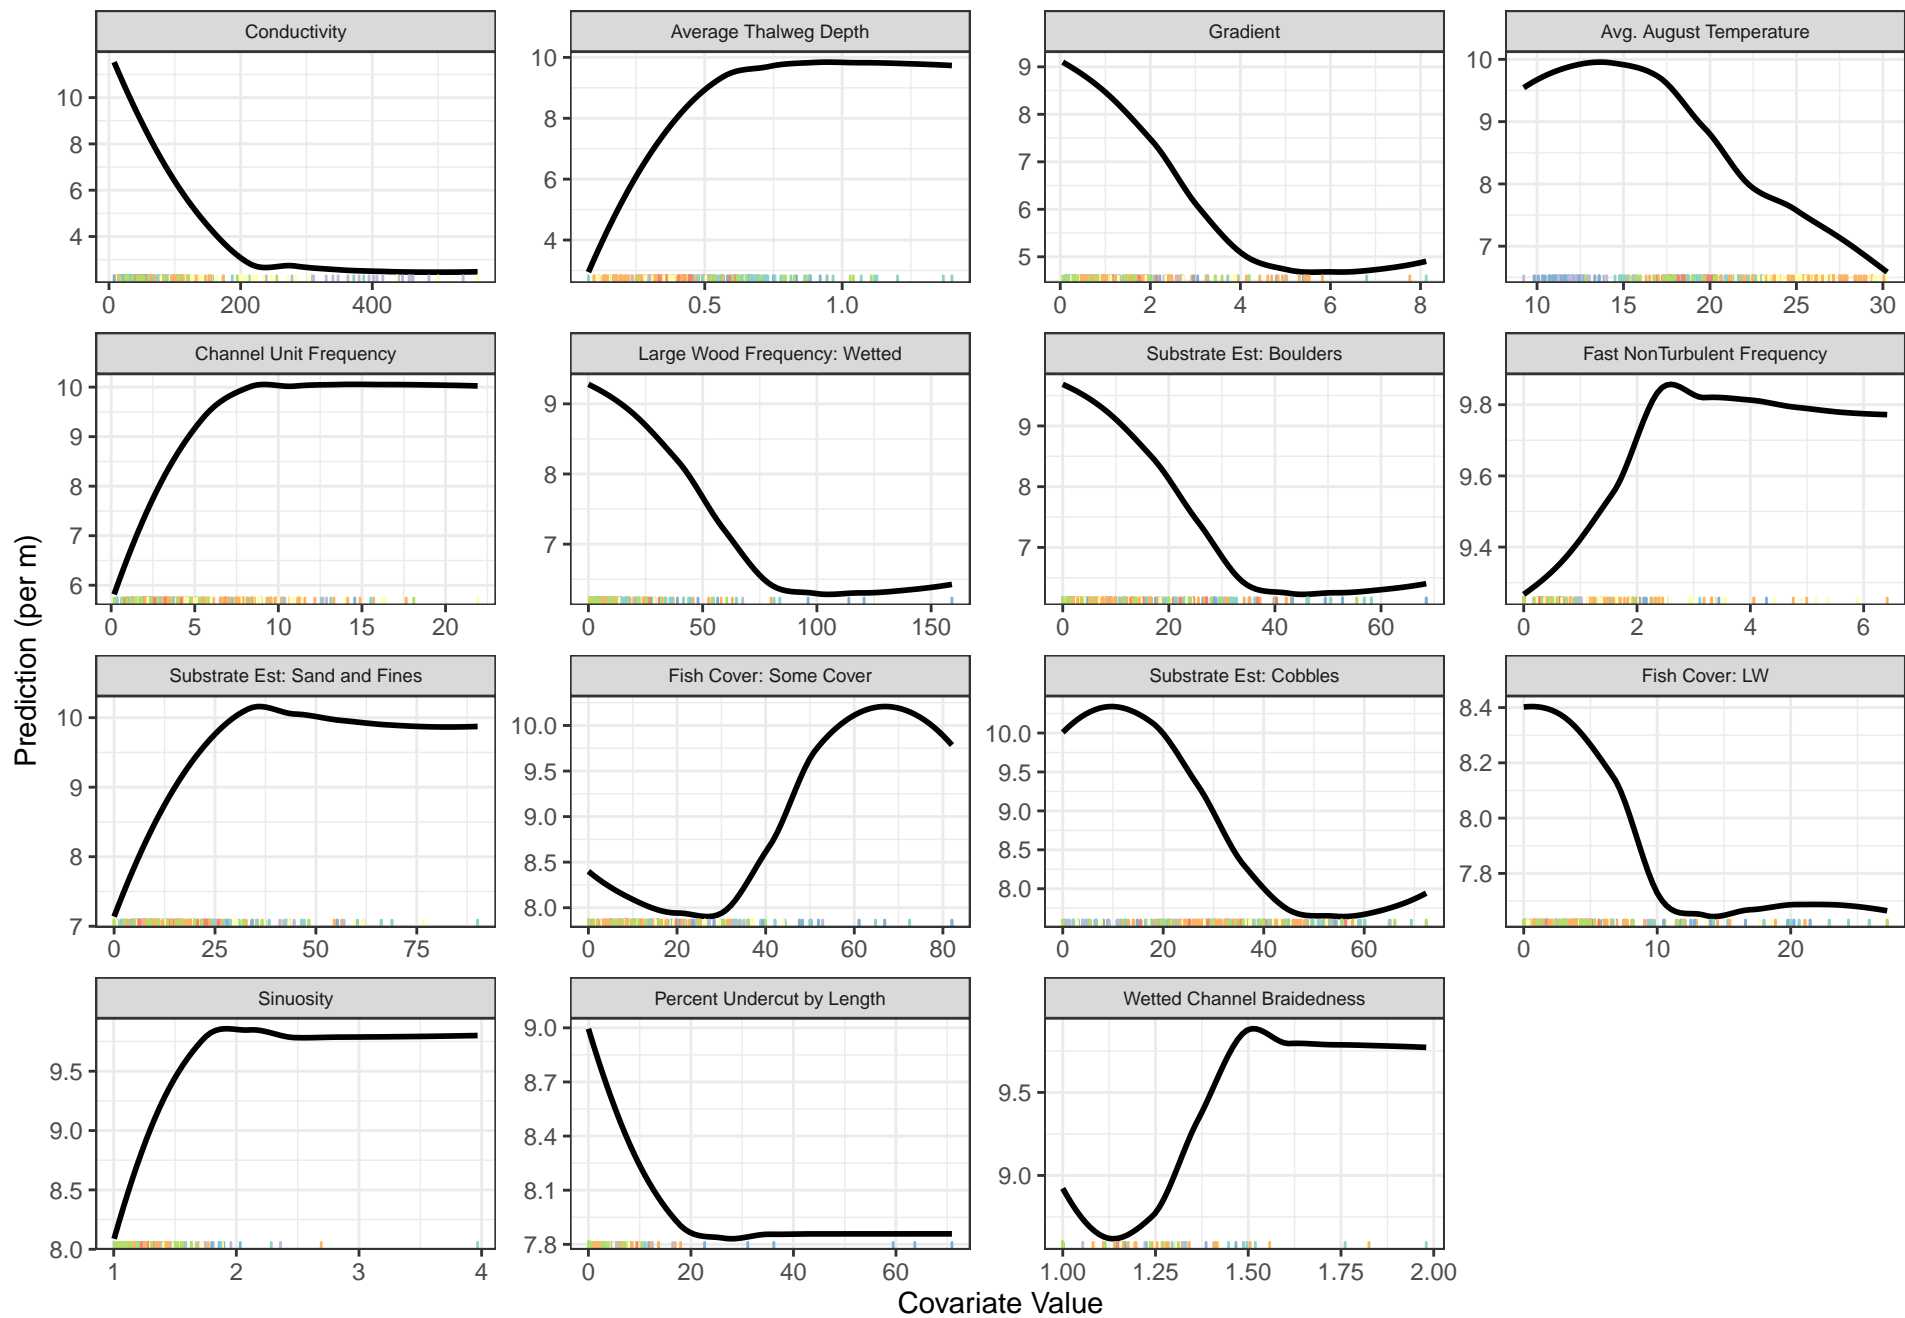 Conductivity
Average Thalweg Depth
Gradient
Avg. August Temperature
10
8
6
4
0 200 400
10
8
6
4
0.5 1.0
9
8
7
6
5
0 2 4 6 8
10
9
8
7
10 15 20 25 30
Channel Unit Frequency
Large Wood Frequency: Wetted
Substrate Est: Boulders
Fast NonTurbulent Frequency
10
9
8
7
6
0 5 10 15 20
9
8
7
0 50 100 150
9
8
7
0 20 40 60
9.8
9.6
9.4
0 2 4 6
Prediction (per m)
Substrate Est: Sand and Fines
Fish Cover: Some Cover
Substrate Est: Cobbles
Fish Cover: LW
10
9
8
7
0 25 50 75
10.0
9.5
9.0
8.5
8.0
0 20 40 60 80
10.0
9.5
9.0
8.5
8.0
0 20 40 60
8.4
8.2
8.0
7.8
0 10 20
Sinuosity
Percent Undercut by Length
Wetted Channel Braidedness
9.5
9.0
8.5
8.0
1 2 3 4
9.0
8.7
8.4
8.1
7.8
0 20 40 60
9.5
9.0
1.00 1.25 1.50 1.75 2.00
Covariate Value